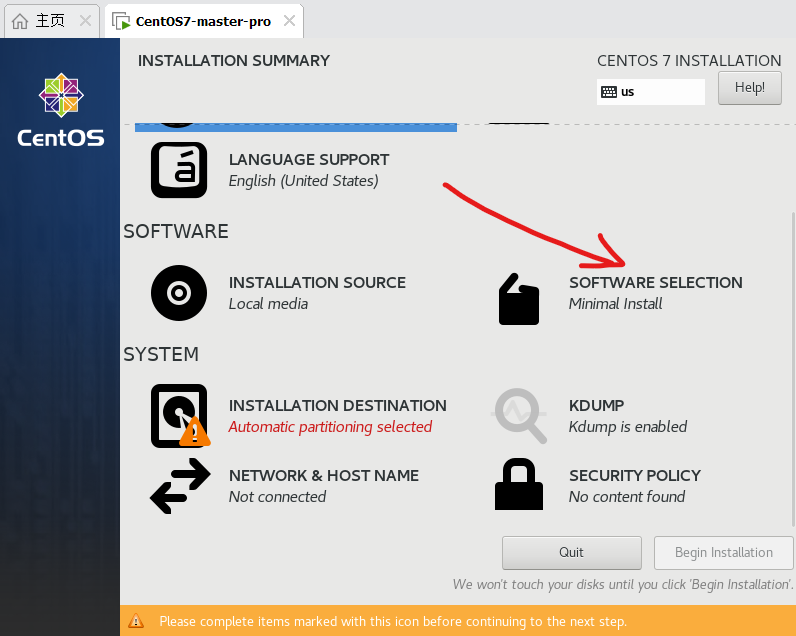 主页
CentOS7-master-pro
INSTALLATION SUMMARY
CENTOS 7 INSTALLATION
us
Help!
CentOS
LANGUAGE SUPPORT
English (United States)
SOFTWARE
INSTALLATION SOURCE
Local media
SOFTWARE SELECTION
Minimal Install
SYSTEM
INSTALLATION DESTINATION
Automatic partitioning selected
KDUMP
Kdump is enabled
NETWORK & HOST NAME
Not connected
SECURITY POLICY
No content found
Quit
Begin Installation
We won't touch your disks until you click 'Begin Installation'.
Please complete items marked with this icon before continuing to the next step.